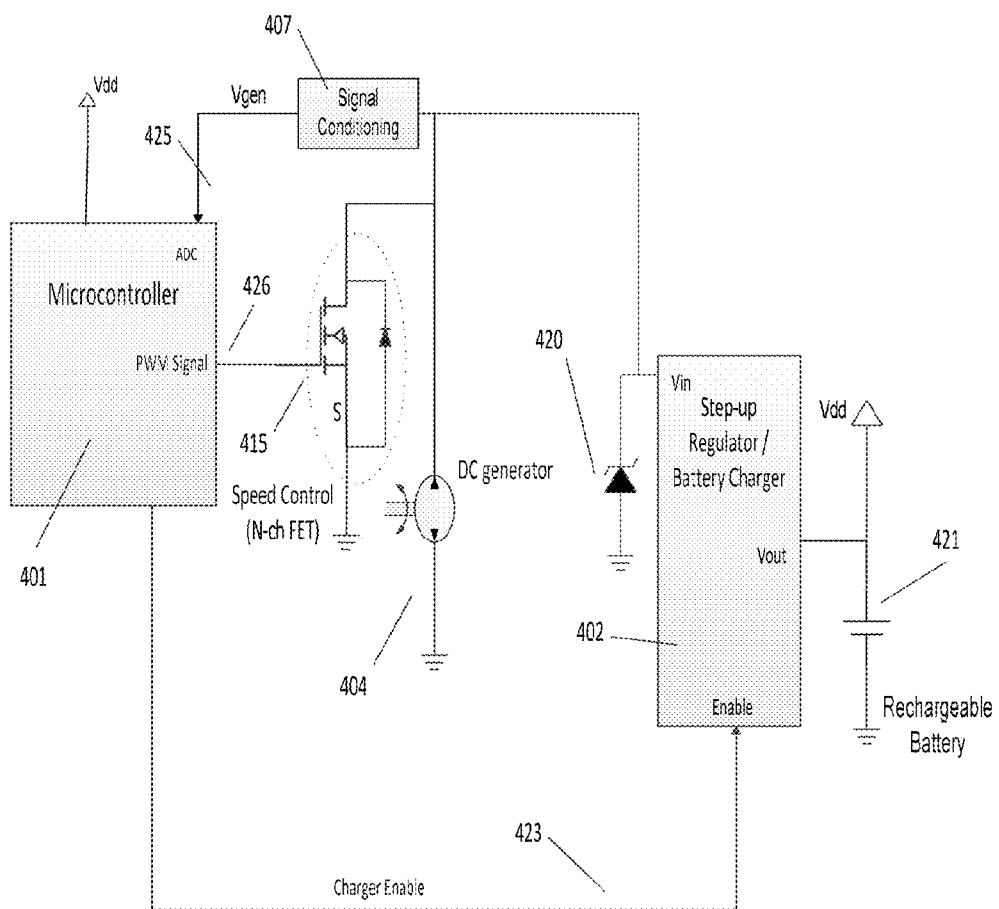 407
Vdd
Vgen
Signal
Conditioning
425
ADC
Microcontroller
426
PWM Signal
415
S
Speed Control
(N-ch FET)
401
DC generator
404
420
Vin
Step-up
Regulator /
Battery Charger
Vdd
Vout
421
402
Enable
Rechargeable
Battery
423
Charger Enable